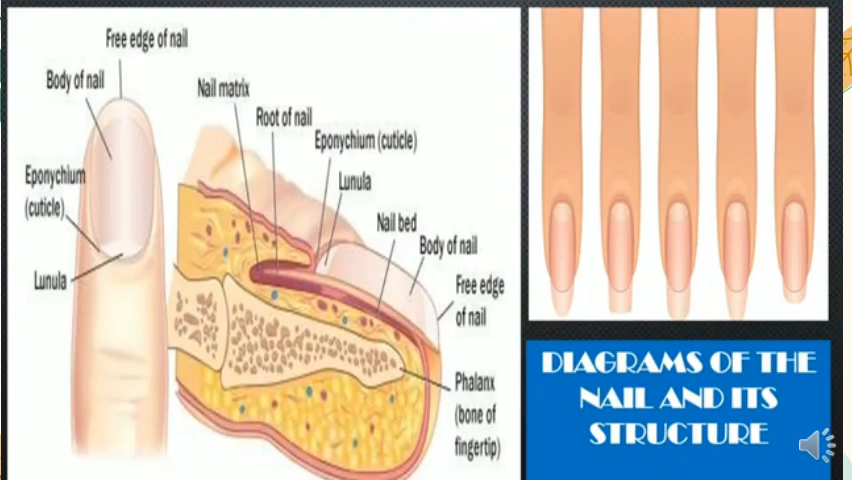 Free edge of nail
Body of nail
Eponychium
(cuticle)
Lunula
Nail matrix
Root of nail
Eponychium (cuticle)
Lunula
Nail bed
Body of nail
Free edge
of nail
Phalanx
(bone of
fingertip)
DIAGRAMS OF THE
NAIL AND ITS
STRUCTURE